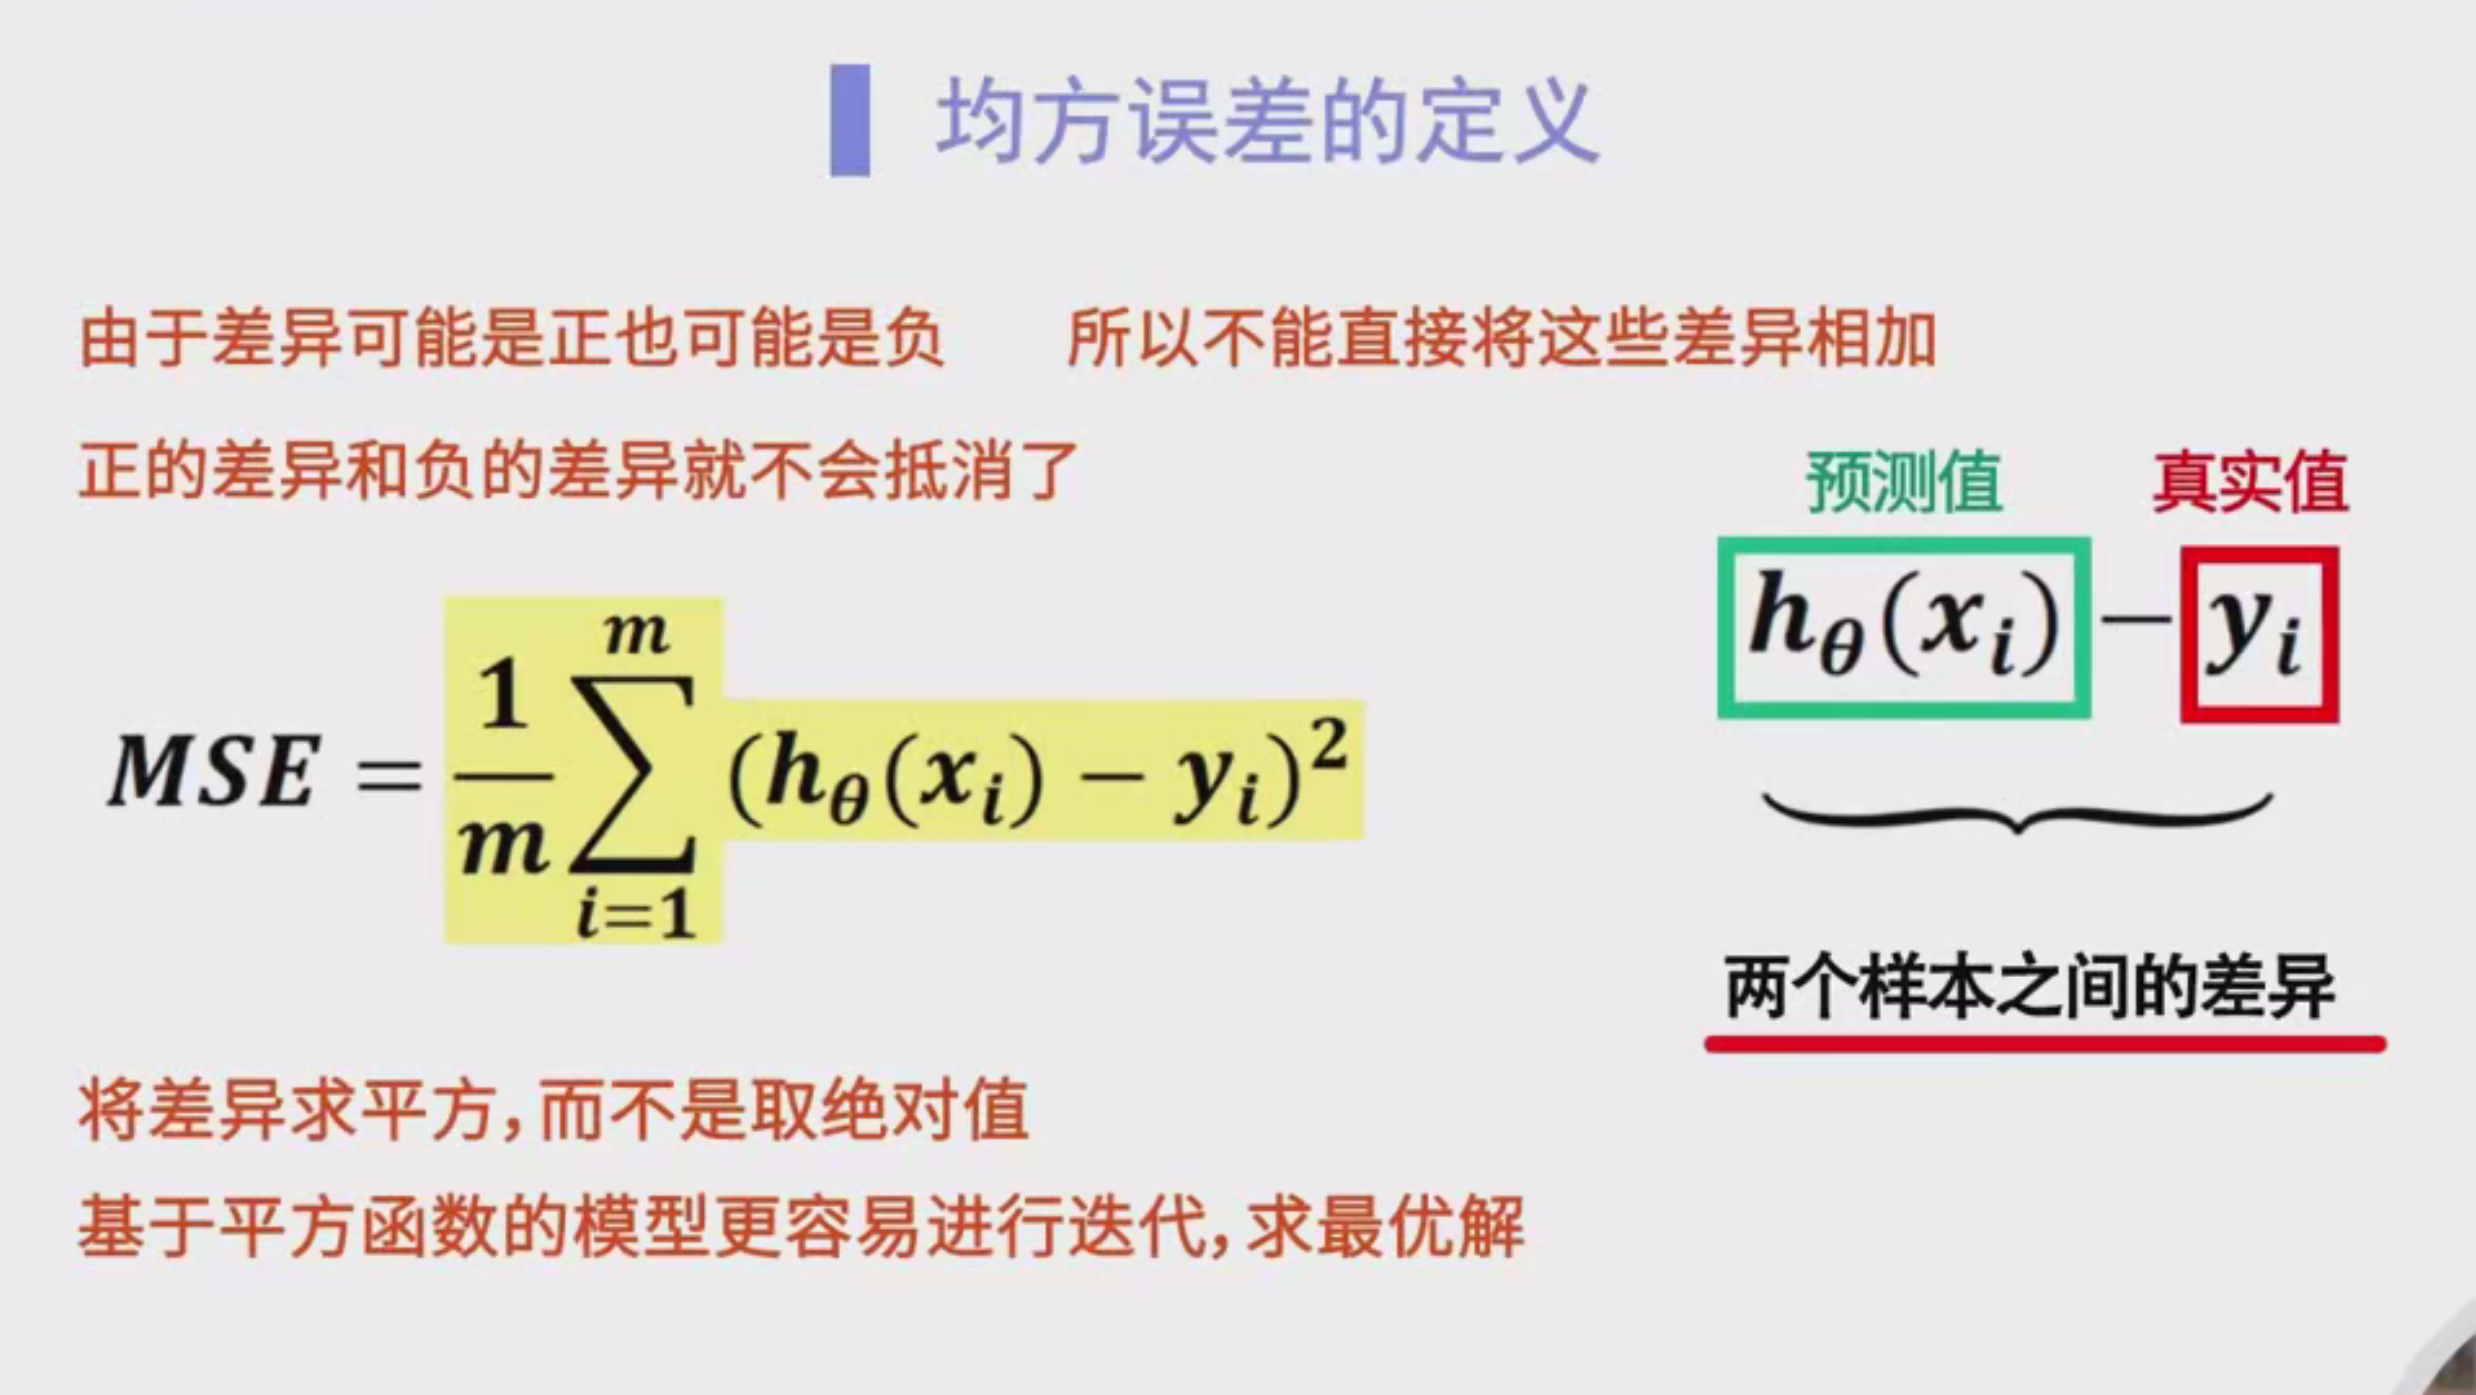 均方误差的定义
由于差异可能是正也可能是负 所以不能直接将这些差异相加
正的差异和负的差异就不会抵消了
预测值 真实值
h_θ(x_i) − y_i
MSE = \frac{1}{m} \sum_{i=1}^{m} (h_θ(x_i) − y_i)^2
两个样本之间的差异
将差异求平方，而不是取绝对值
基于平方函数的模型更容易进行迭代，求最优解